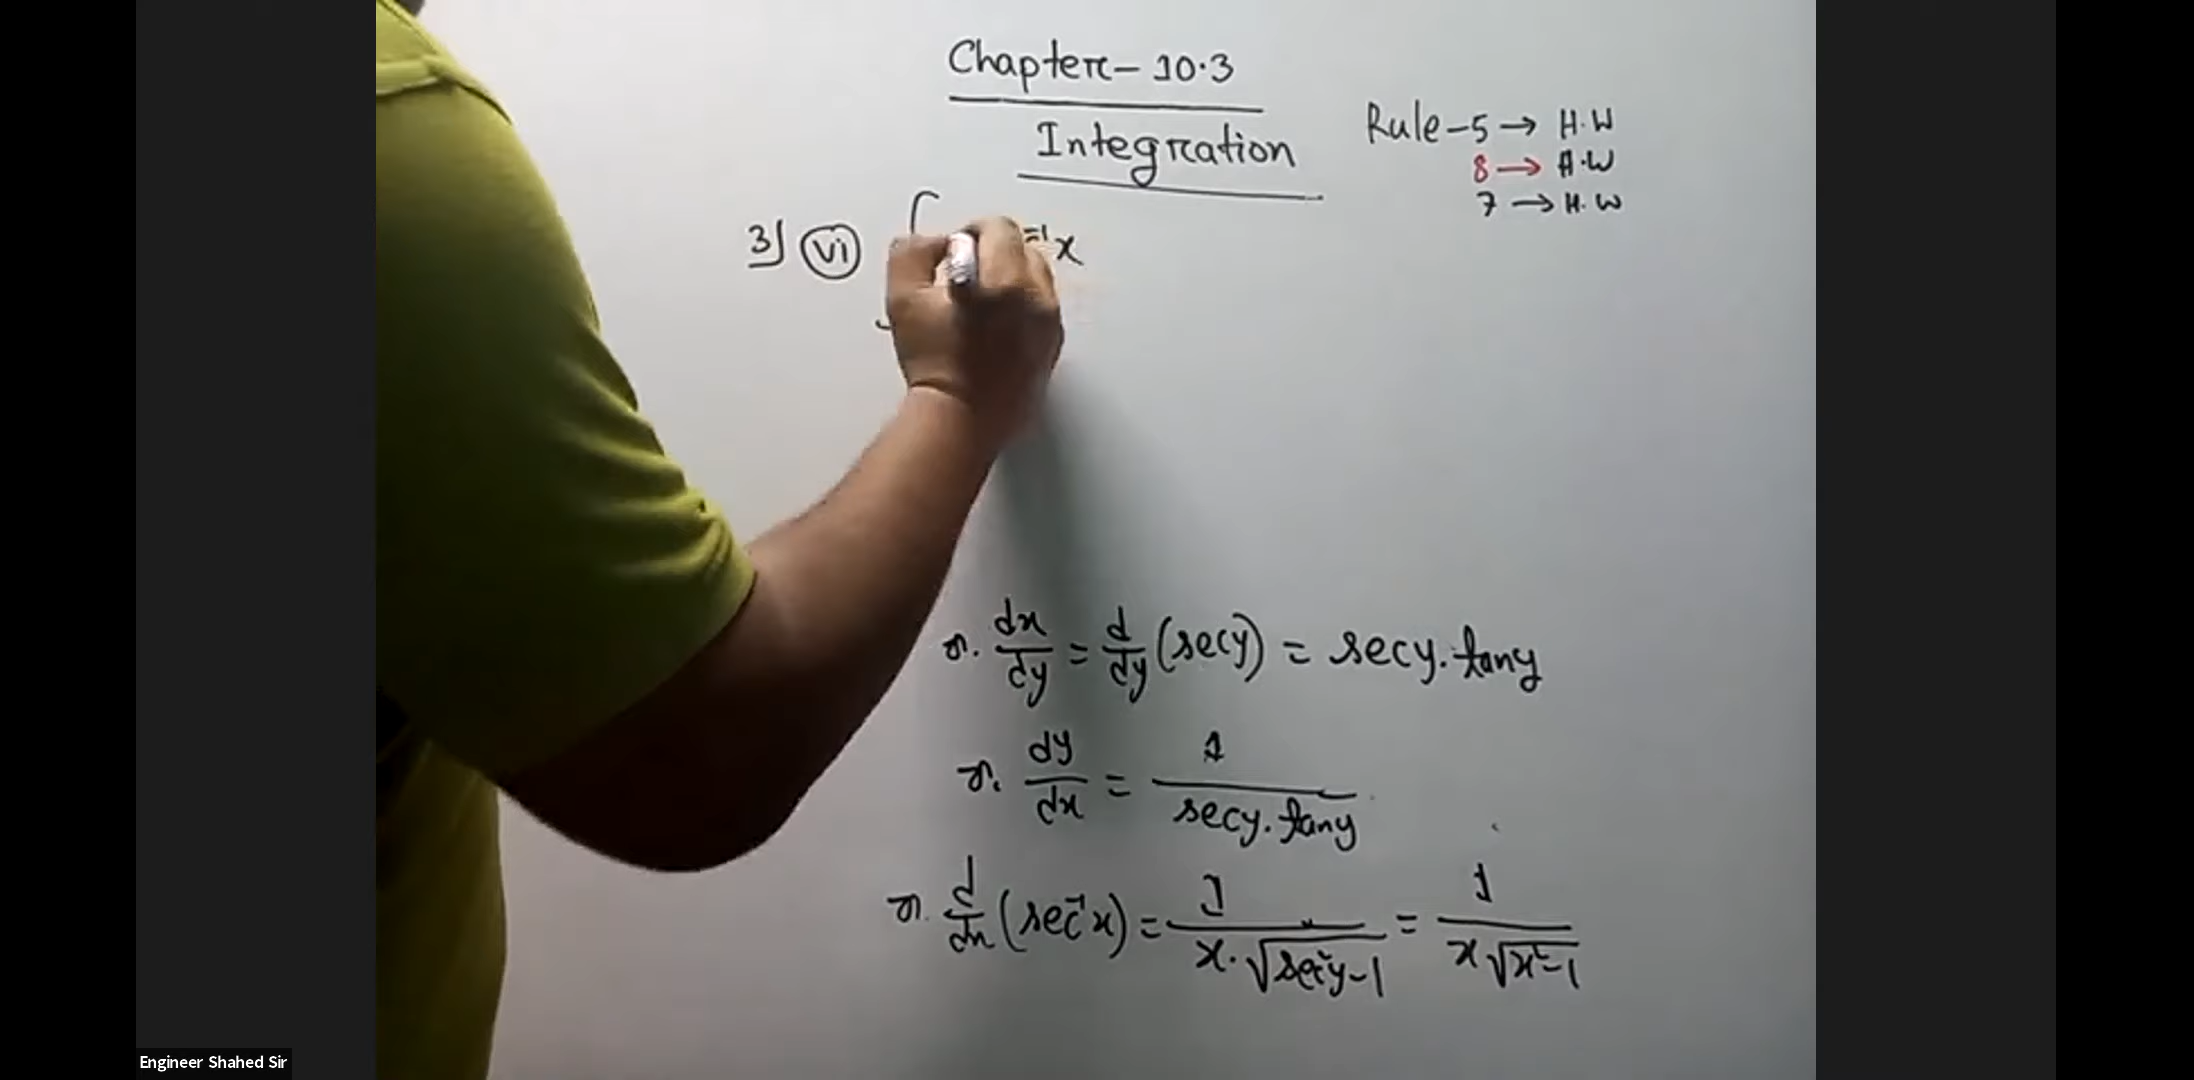 Chapter- 10.3
Integration
Rule-5 → H.W
8 → H.W
7 → H.W
3) (vi) ∫ ⁻¹x
বা, dx/dy = d/dy (secy) = secy.tany
বা, dy/dx = 1/(secy.tany)
বা, d/dx (sec⁻¹x) = 1/(x.√(sec²y-1)) = 1/(x√(x²-1))
Engineer Shahed Sir